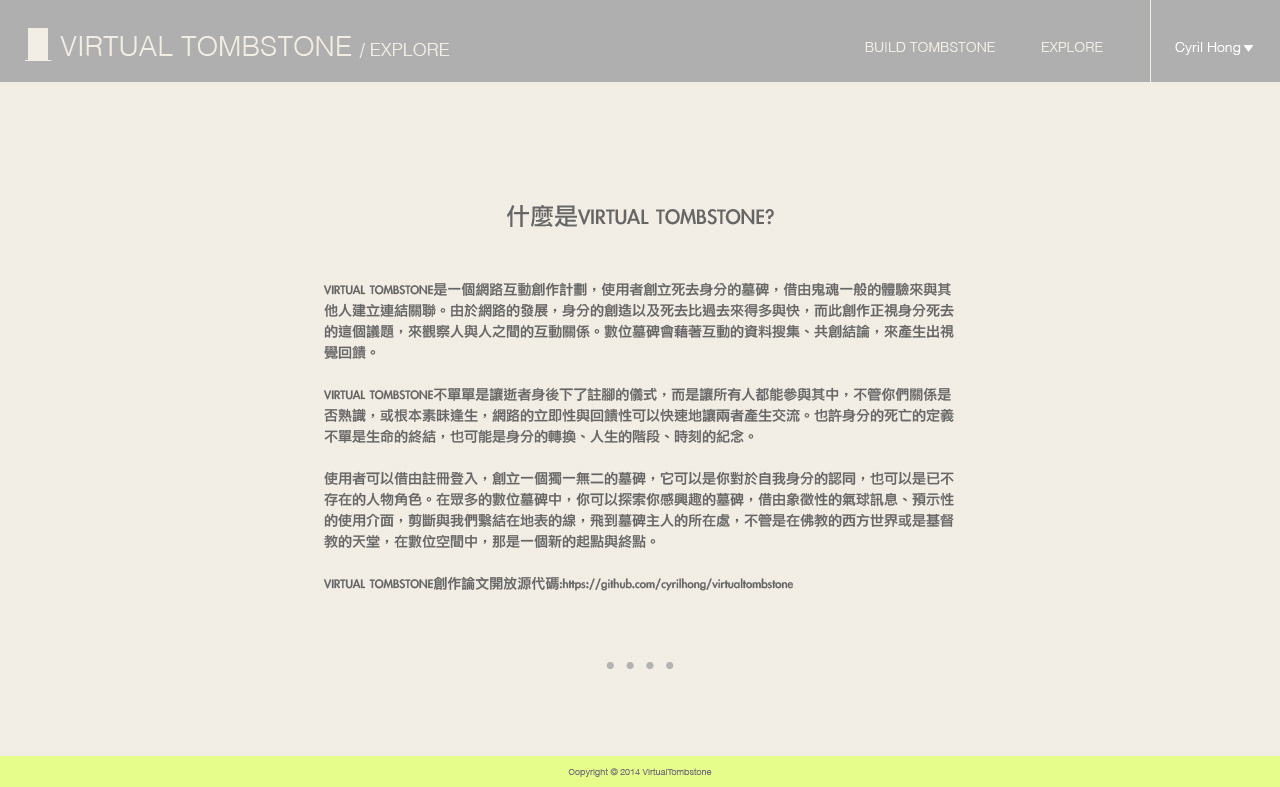 VIRTUAL TOMBSTONE / EXPLORE
BUILD TOMBSTONE
EXPLORE
Cyril Hong
什麼是VIRTUAL TOMBSTONE?
VIRTUAL TOMBSTONE是一個網路互動創作計劃，使用者創立死去身分的墓碑，借由鬼魂一般的體驗來與其
他人建立連結關聯。由於網路的發展，身分的創造以及死去比過去來得多與快，而此創作正視身分死去
的這個議題，來觀察人與人之間的互動關係。數位墓碑會藉著互動的資料搜集、共創結論，來產生出視
覺回饋。
VIRTUAL TOMBSTONE不單單是讓逝者身後下了註腳的儀式，而是讓所有人都能參與其中，不管你們關係是
否熟識，或根本素昧逢生，網路的立即性與回饋性可以快速地讓兩者產生交流。也許身分的死亡的定義
不單是生命的終結，也可能是身分的轉換、人生的階段、時刻的紀念。
使用者可以借由註冊登入，創立一個獨一無二的墓碑，它可以是你對於自我身分的認同，也可以是已不
存在的人物角色。在眾多的數位墓碑中，你可以探索你感興趣的墓碑，借由象徵性的氣球訊息、預示性
的使用介面，剪斷與我們繫結在地表的線，飛到墓碑主人的所在處，不管是在佛教的西方世界或是基督
教的天堂，在數位空間中，那是一個新的起點與終點。
VIRTUAL TOMBSTONE創作論文開放源代碼:https://github.com/cyrilhong/virtualtombstone
Copyright © 2014 VirtualTombstone